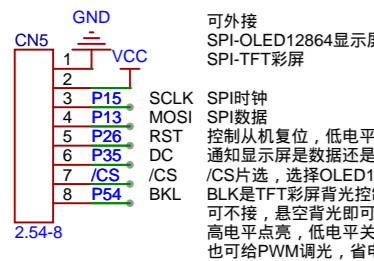 GND
可外接
CN5
SPI-OLED12864显示屏
VCC
SPI-TFT彩屏
1
2
3 P15 SCLK SPI时钟
4 P13 MOSI SPI数据
5 P26 RST 控制从机复位，低电平
6 P35 DC 通知显示屏是数据还是
7 /CS /CS /CS片选，选择OLED1
8 P54 BKL BLK是TFT彩屏背光控
可不接，悬空背光即可
高电平点亮，低电平关
2.54-8
也可给PWM调光，省电